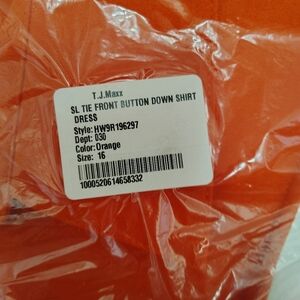 T.J.Maxx
SL TIE FRONT BUTTON DOWN SHIRT
DRESS
Style: HW9R196297
Dept: 030
Color: Orange
Size: 16
1000520614658332